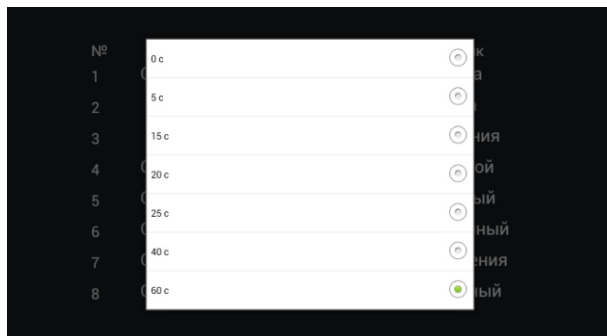 № к
1 а
2
3 ния
4 ой
5 ый
6 ный
7 ения
8 ый
0 с
5 с
15 с
20 с
25 с
40 с
60 с